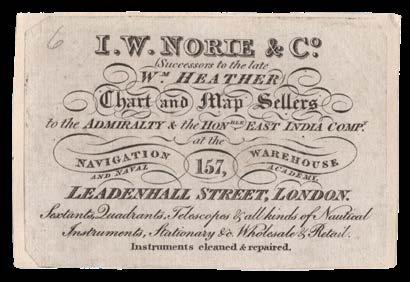 6
I. W. NORIE & Co.
Successors to the late
Wm. HEATHER
Chart and Map Sellers
to the ADMIRALTY & the HONBLE EAST INDIA COMPY.
at the
NAVIGATION 157, WAREHOUSE
AND NAVAL ACADEMY.
LEADENHALL STREET, LONDON.
Sextants, Quadrants, Telescopes & all kinds of Nautical
Instruments, Stationary &c. Wholesale & Retail.
Instruments cleaned & repaired.